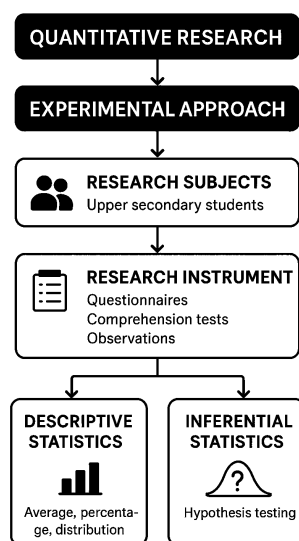 QUANTITATIVE RESEARCH
EXPERIMENTAL APPROACH
RESEARCH SUBJECTS
Upper secondary students
RESEARCH INSTRUMENT
Questionnaires
Comprehension tests
Observations
DESCRIPTIVE
STATISTICS
Average, percenta-
ge, distribution
INFERENTIAL
STATISTICS
?
Hypothesis testing